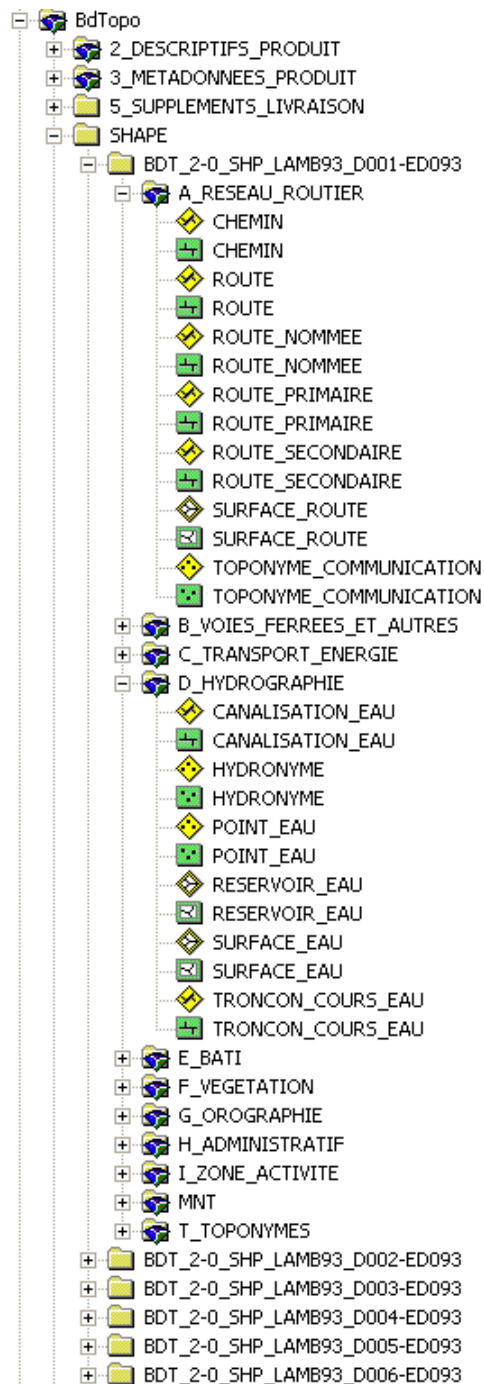 BdTopo
2_DESCRIPTIFS_PRODUIT
3_METADONNEES_PRODUIT
5_SUPPLEMENTS_LIVRAISON
SHAPE
BDT_2-0_SHP_LAMB93_D001-ED093
A_RESEAU_ROUTIER
CHEMIN
CHEMIN
ROUTE
ROUTE
ROUTE_NOMMEE
ROUTE_NOMMEE
ROUTE_PRIMAIRE
ROUTE_PRIMAIRE
ROUTE_SECONDAIRE
ROUTE_SECONDAIRE
SURFACE_ROUTE
SURFACE_ROUTE
TOPONYME_COMMUNICATION
TOPONYME_COMMUNICATION
B_VOIES_FERREES_ET_AUTRES
C_TRANSPORT_ENERGIE
D_HYDROGRAPHIE
CANALISATION_EAU
CANALISATION_EAU
HYDRONYME
HYDRONYME
POINT_EAU
POINT_EAU
RESERVOIR_EAU
RESERVOIR_EAU
SURFACE_EAU
SURFACE_EAU
TRONCON_COURS_EAU
TRONCON_COURS_EAU
E_BATI
F_VEGETATION
G_OROGRAPHIE
H_ADMINISTRATIF
I_ZONE_ACTIVITE
MNT
T_TOPONYMES
BDT_2-0_SHP_LAMB93_D002-ED093
BDT_2-0_SHP_LAMB93_D003-ED093
BDT_2-0_SHP_LAMB93_D004-ED093
BDT_2-0_SHP_LAMB93_D005-ED093
BDT_2-0_SHP_LAMB93_D006-ED093